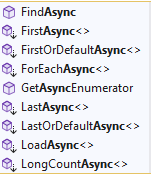 FindAsync
FirstAsync<>
FirstOrDefaultAsync<>
ForEachAsync<>
GetAsyncEnumerator
LastAsync<>
LastOrDefaultAsync<>
LoadAsync<>
LongCountAsync<>